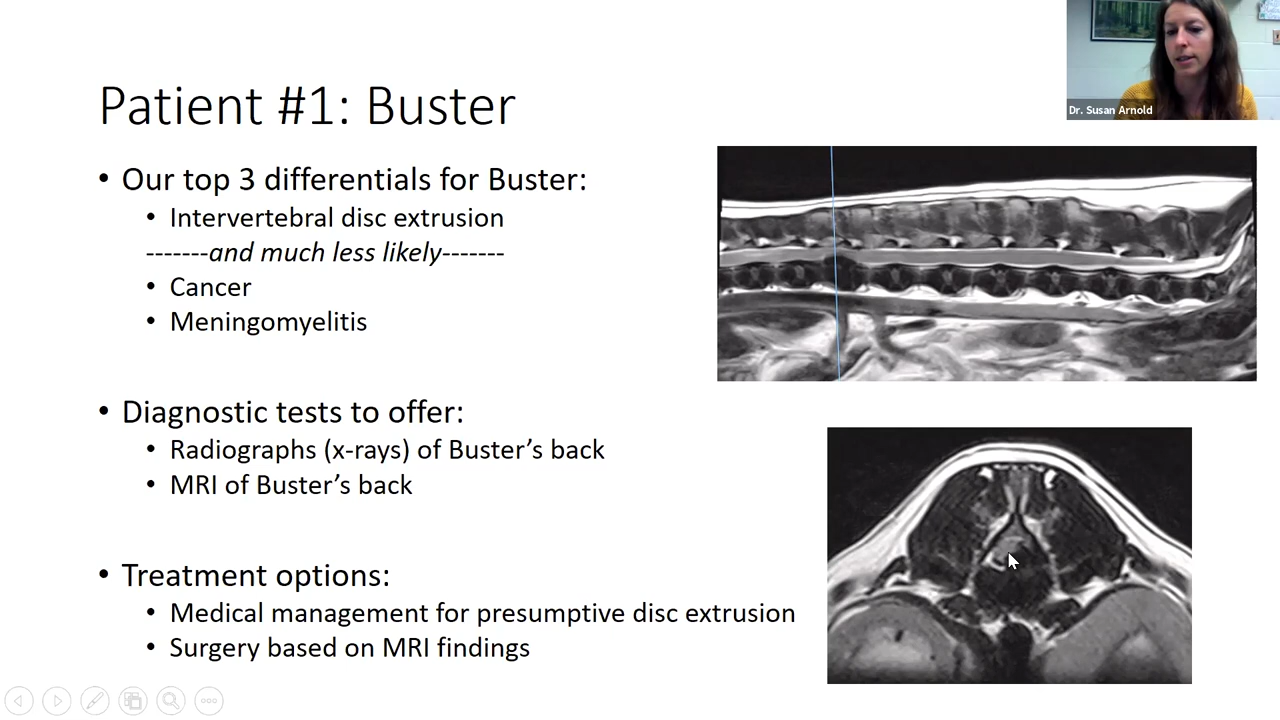 Dr. Susan Arnold
Patient #1: Buster
• Our top 3 differentials for Buster:
• Intervertebral disc extrusion
-------and much less likely-------
• Cancer
• Meningomyelitis
• Diagnostic tests to offer:
• Radiographs (x-rays) of Buster’s back
• MRI of Buster’s back
• Treatment options:
• Medical management for presumptive disc extrusion
• Surgery based on MRI findings